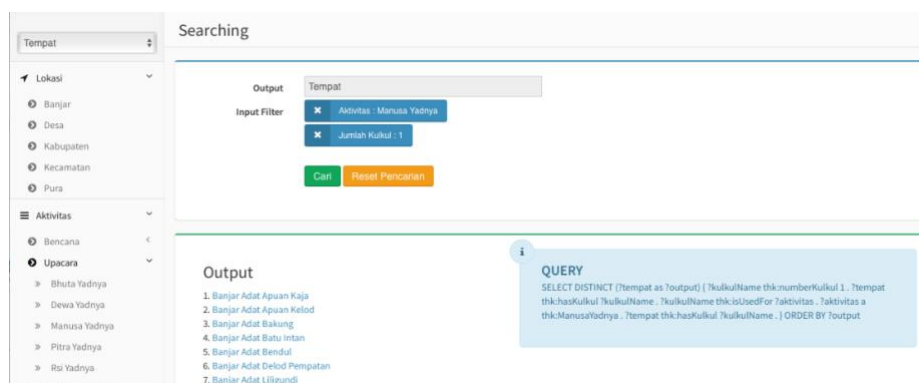 Tempat
Lokasi
Banjar
Desa
Kabupaten
Kecamatan
Pura
Aktivitas
Bencana
Upacara
Bhuta Yadnya
Dewa Yadnya
Manusa Yadnya
Pitra Yadnya
Rsi Yadnya
Searching
Output Tempat
Input Filter Aktivitas : Manusa Yadnya
Jumlah Kulkul : 1
Cari Reset Pencarian
Output
1. Banjar Adat Apuan Kaja
2. Banjar Adat Apuan Kelod
3. Banjar Adat Bakung
4. Banjar Adat Batu Intan
5. Banjar Adat Bendul
6. Banjar Adat Delod Pempatan
7. Banjar Adat Liligundi
QUERY
SELECT DISTINCT (?tempat as ?output) { ?kulkulName thk:numberKulkul 1 . ?tempat
thk:hasKulkul ?kulkulName . ?kulkulName thk:isUsedFor ?aktivitas . ?aktivitas a
thk:ManusaYadnya . ?tempat thk:hasKulkul ?kulkulName . } ORDER BY ?output